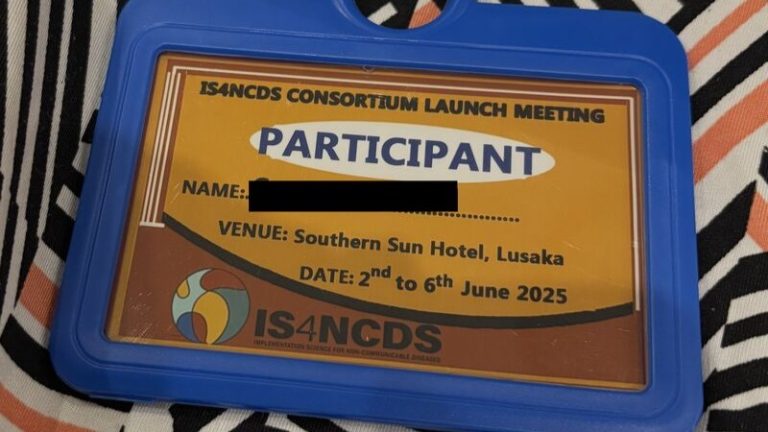 IS4NCDS CONSORTIUM LAUNCH MEETING
PARTICIPANT
NAME:
VENUE: Southern Sun Hotel, Lusaka
DATE: 2nd to 6th June 2025
IS4NCDS
IMPLEMENTATION SCIENCE FOR NON-COMMUNICABLE DISEASES